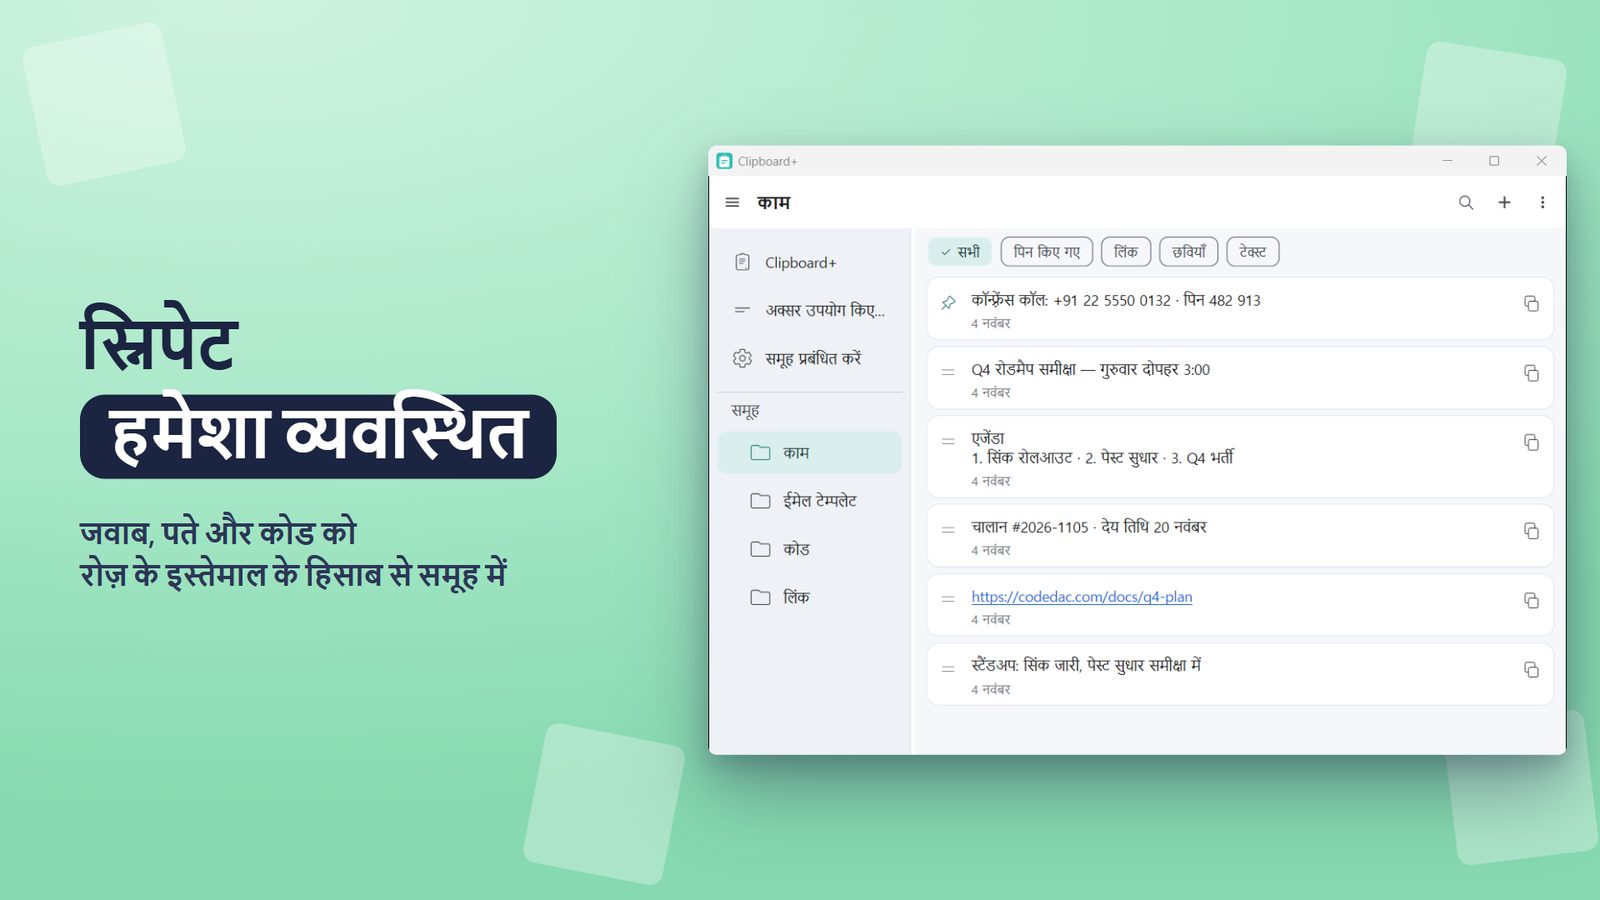 स्निपेट
हमेशा व्यवस्थित
जवाब, पते और कोड को
रोज़ के इस्तेमाल के हिसाब से समूह में
Clipboard+
काम
Clipboard+
अक्सर उपयोग किए...
समूह प्रबंधित करें
समूह
काम
ईमेल टेम्पलेट
कोड
लिंक
सभी
पिन किए गए
लिंक
छवियाँ
टेक्स्ट
कॉन्फ़्रेंस कॉल: +91 22 5550 0132 · पिन 482 913
4 नवंबर
Q4 रोडमैप समीक्षा — गुरुवार दोपहर 3:00
4 नवंबर
एजेंडा
1. सिंक रोलआउट · 2. पेस्ट सुधार · 3. Q4 भर्ती
4 नवंबर
चालान #2026-1105 · देय तिथि 20 नवंबर
4 नवंबर
https://codedac.com/docs/q4-plan
4 नवंबर
स्टैंडअप: सिंक जारी, पेस्ट सुधार समीक्षा में
4 नवंबर